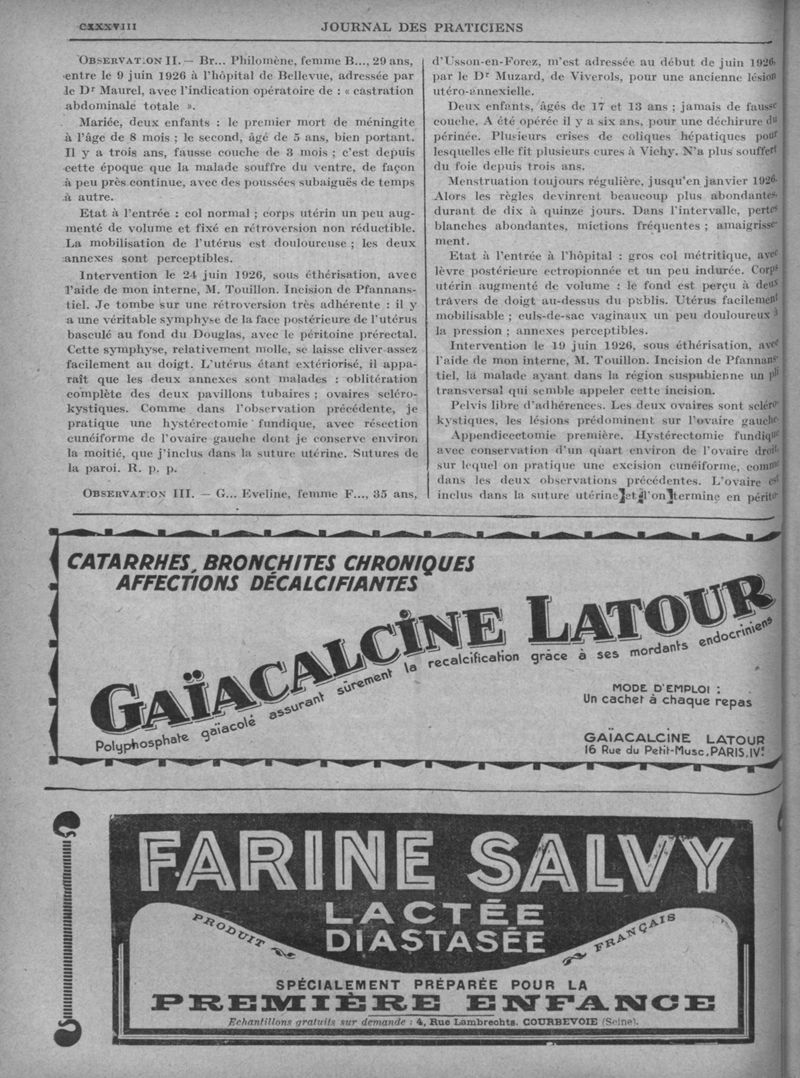 CXXXVIII
JOURNAL DES PRATICIENS
OBSERVAT.ON II. — Br... Philomène, femme B..., 29 ans,
entre le 9 juin 1926 à l'hôpital de Bellevue, adressée par
le Dr Maurel, avec l'indication opératoire de : « castration
abdominale totale ».
Mariée, deux enfants : le premier mort de méningite
à l'âge de 8 mois ; le second, âgé de 5 ans, bien portant.
Il y a trois ans, fausse couche de 3 mois ; c'est depuis
cette époque que la malade souffre du ventre, de façon
à peu près continue, avec des poussées subaiguës de temps
à autre.
Etat à l'entrée : col normal ; corps utérin un peu aug-
menté de volume et fixé en rétroversion non réductible.
La mobilisation de l'utérus est douloureuse ; les deux
annexes sont perceptibles.
Intervention le 24 juin 1926, sous éthérisation, avec
l'aide de mon interne, M. Touillon. Incision de Pfannans-
tiel. Je tombe sur une rétroversion très adhérente : il y
a une véritable symphyse de la face postérieure de l'utérus
basculé au fond du Douglas, avec le péritoine prérectal.
Cette symphyse, relativement molle, se laisse cliver assez
facilement au doigt. L'utérus étant extériorisé, il appa-
raît que les deux annexes sont malades : oblitération
complète des deux pavillons tubaires ; ovaires scléro-
kystiques. Comme dans l'observation précédente, je
pratique une hystérectomie fundique, avec résection
cunéiforme de l'ovaire gauche dont je conserve environ
la moitié, que j'inclus dans la suture utérine. Sutures de
la paroi. R. p. p.
OBSERVAT.ON III. — G... Eveline, femme F..., 35 ans,
d'Usson-en-Forez, m'est adressée au début de juin 1926,
par le Dr Muzard, de Viverols, pour une ancienne lésion
utéro-annexielle.
Deux enfants, âgés de 17 et 13 ans ; jamais de fausse
couche. A été opérée il y a six ans, pour une déchirure du
périnée. Plusieurs crises de coliques hépatiques pour
lesquelles elle fit plusieurs cures à Vichy. N'a plus souffert
du foie depuis trois ans.
Menstruation toujours régulière, jusqu'en janvier 1926.
Alors les règles devinrent beaucoup plus abondantes,
durant de dix à quinze jours. Dans l'intervalle, pertes
blanches abondantes, mictions fréquentes ; amaigrisse-
ment.
Etat à l'entrée à l'hôpital : gros col métritique, avec
lèvre postérieure ectropionnée et un peu indurée. Corps
utérin augmenté de volume : le fond est perçu à deux
travers de doigt au-dessus du publis. Utérus facilement
mobilisable ; culs-de-sac vaginaux un peu douloureux à
la pression ; annexes perceptibles.
Intervention le 19 juin 1926, sous éthérisation, avec
l'aide de mon interne, M. Touillon. Incision de Pfannans-
tiel, la malade ayant dans la région suspubienne un pli
transversal qui semble appeler cette incision.
Pelvis libre d'adhérences. Les deux ovaires sont scléro-
kystiques, les lésions prédominent sur l'ovaire gauche.
Appendicectomie première. Hystérectomie fundique
avec conservation d'un quart environ de l'ovaire droit,
sur lequel on pratique une excision cunéiforme, comme
dans les deux observations précédentes. L'ovaire est
inclus dans la suture utérine et l'on termine en périto-
CATARRHES, BRONCHITES CHRONIQUES
AFFECTIONS DÉCALCIFIANTES
GAÏACALCINE LATOUR
Polyphosphate gaïacolé assurant sûrement la recalcification grâce à ses mordants endocriniens
MODE D'EMPLOI :
Un cachet à chaque repas
GAÏACALCINE LATOUR
16 Rue du Petit-Musc, PARIS, IVe
FARINE SALVY
LACTÉE
DIASTASÉE
PRODUIT FRANÇAIS
SPÉCIALEMENT PRÉPARÉE POUR LA
PREMIÈRE ENFANCE
Echantillons gratuits sur demande : 4, Rue Lambrechts. COURBEVOIE (Seine).